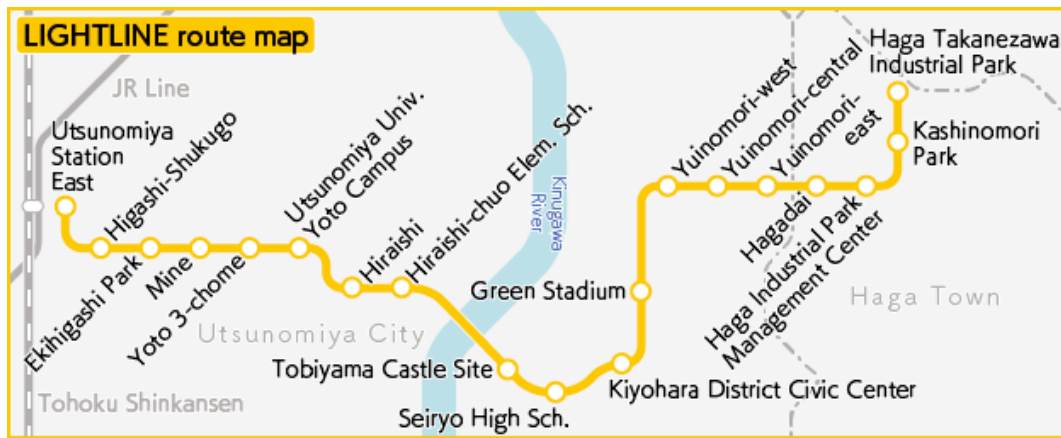 LIGHTLINE route map
JR Line
Utsunomiya
Station
East
Higashi-Shukugo
Ekihigashi Park
Mine
Yoto 3-chome
Utsunomiya Univ.
Yoto Campus
Hiraishi
Hiraishi-chuo Elem. Sch.
Kinugawa
River
Utsunomiya City
Tohoku Shinkansen
Tobiyama Castle Site
Seiryo High Sch.
Kiyohara District Civic Center
Green Stadium
Yuinomori-west
Yuinomori-central
Yuinomori-
east
Hagadai
Haga Industrial Park
Management Center
Kashinomori
Park
Haga Takanezawa
Industrial Park
Haga Town